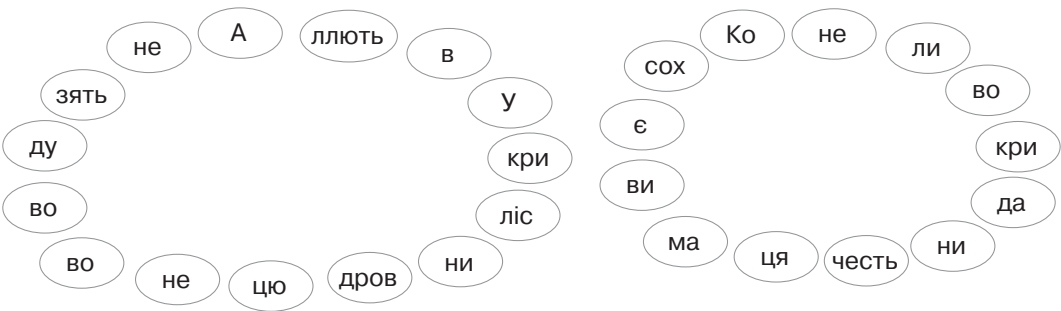 А
ллють
в
У
кри
ліс
ни
дров
цю
не
во
во
ду
зять
не
Ко
не
ли
во
кри
да
ни
честь
ця
ма
ви
є
сох